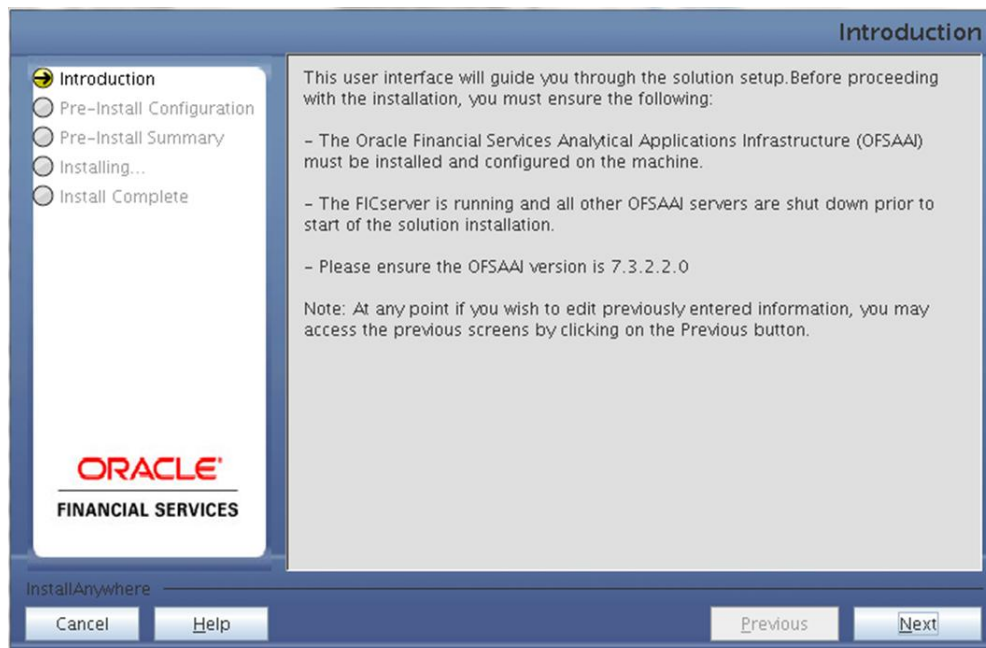 Introduction
Introduction
Pre-Install Configuration
Pre-Install Summary
Installing...
Install Complete
ORACLE
FINANCIAL SERVICES
This user interface will guide you through the solution setup.Before proceeding
with the installation, you must ensure the following:
- The Oracle Financial Services Analytical Applications Infrastructure (OFSAAI)
must be installed and configured on the machine.
- The FICserver is running and all other OFSAAI servers are shut down prior to
start of the solution installation.
- Please ensure the OFSAAI version is 7.3.2.2.0
Note: At any point if you wish to edit previously entered information, you may
access the previous screens by clicking on the Previous button.
InstallAnywhere
Cancel
Help
Previous
Next